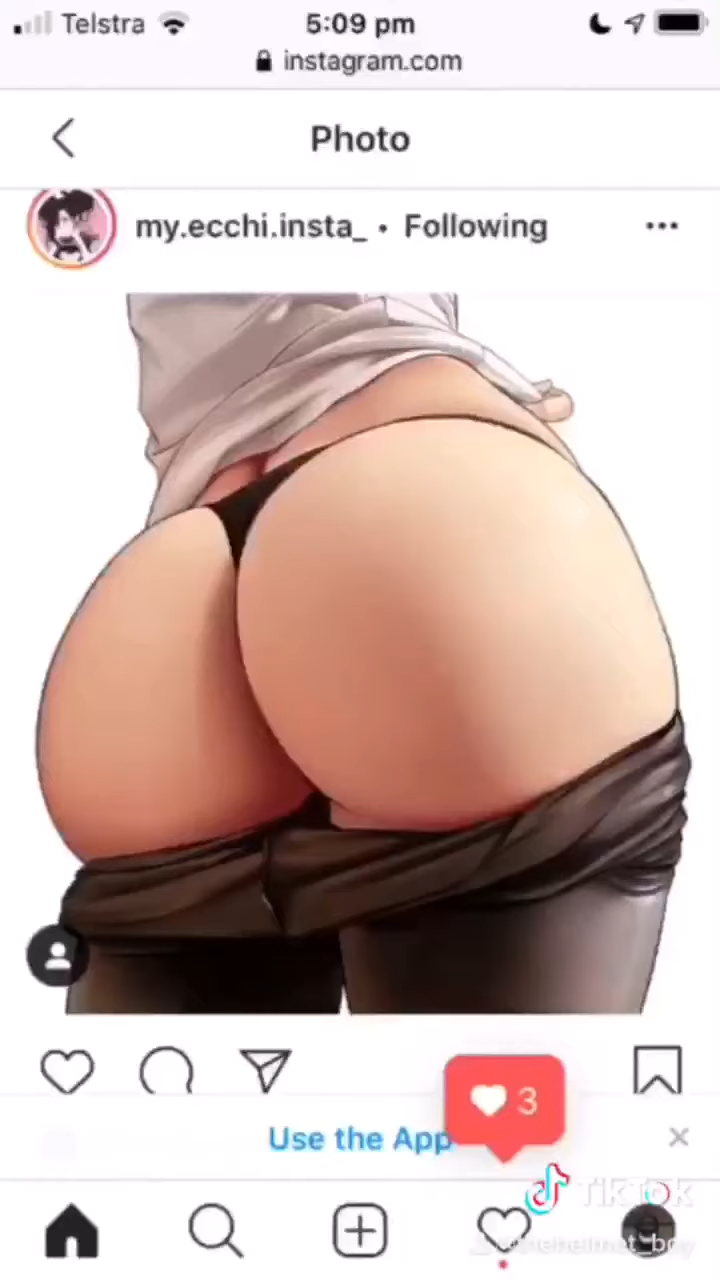 Telstra 5:09 pm
instagram.com
Photo
my.ecchi.insta_ • Following
3
Use the App
TikTok